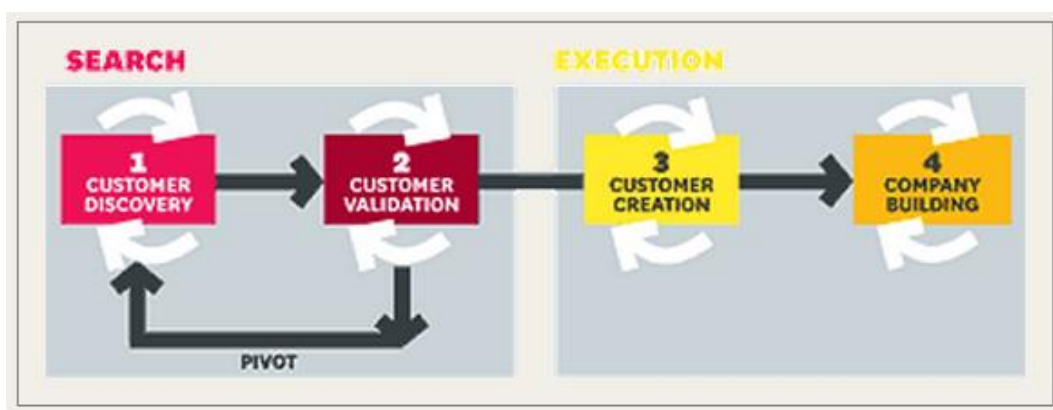 SEARCH
EXECUTION
1
CUSTOMER
DISCOVERY
2
CUSTOMER
VALIDATION
3
CUSTOMER
CREATION
4
COMPANY
BUILDING
PIVOT